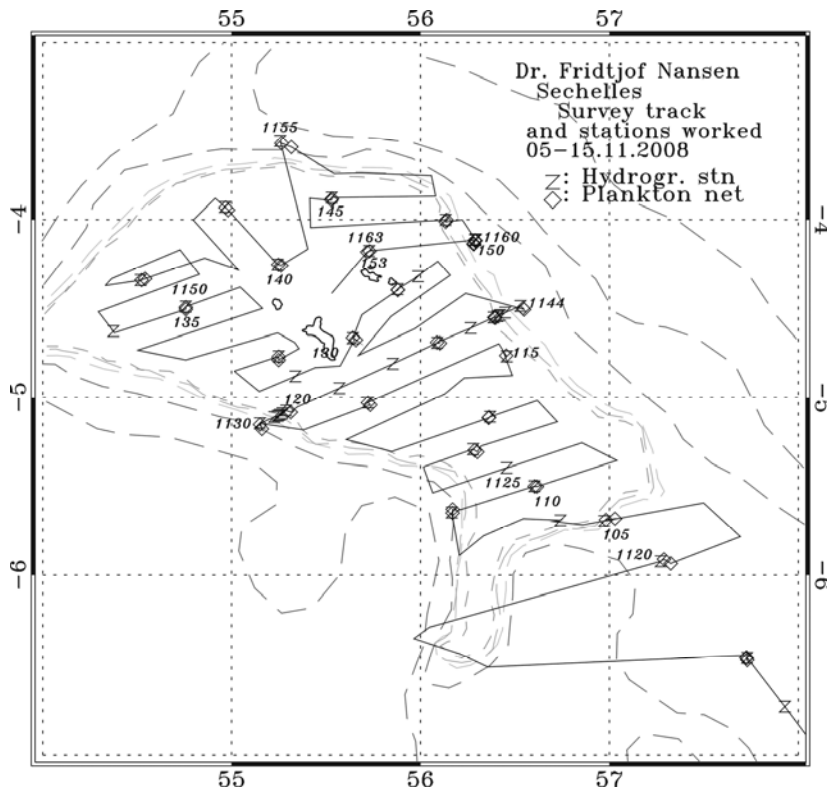 55 56 57
Dr. Fridtjof Nansen
Sechelles
Survey track
and stations worked
05-15.11.2008
Z: Hydrogr. stn
◇: Plankton net
1155
-4 -4
145
1163
1160
150
153
140
1150
135
1144
130
115
-5 -5
120
1130
1125
110
105
1120
-6 -6
55 56 57